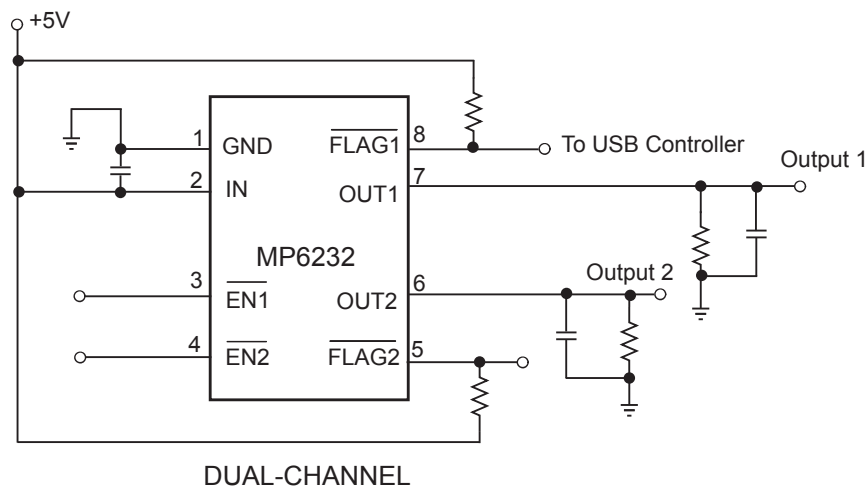 +5V
1
GND
FLAG1
8
To USB Controller
2
IN
OUT1
7
Output 1
MP6232
3
EN1
OUT2
6
Output 2
4
EN2
FLAG2
5
DUAL-CHANNEL